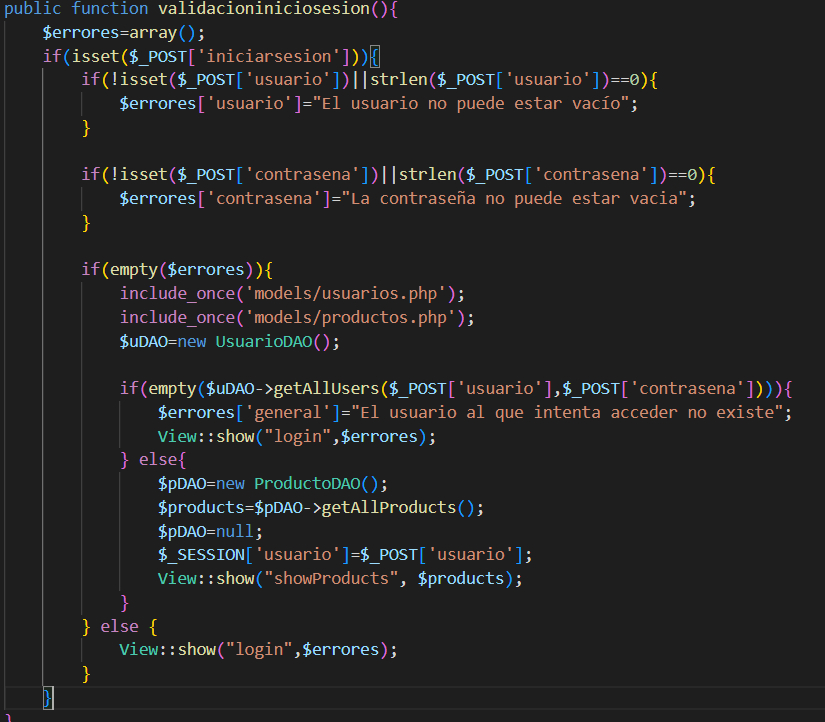 public function validacioniniciosesion(){
$errores=array();
if(isset($_POST['iniciarsesion'])){
if(!isset($_POST['usuario'])||strlen($_POST['usuario'])==0){
$errores['usuario']="El usuario no puede estar vacío";
}
if(!isset($_POST['contrasena'])||strlen($_POST['contrasena'])==0){
$errores['contrasena']="La contraseña no puede estar vacia";
}
if(empty($errores)){
include_once('models/usuarios.php');
include_once('models/productos.php');
$uDAO=new UsuarioDAO();
if(empty($uDAO->getAllUsers($_POST['usuario'],$_POST['contrasena']))){
$errores['general']="El usuario al que intenta acceder no existe";
View::show("login",$errores);
} else{
$pDAO=new ProductoDAO();
$products=$pDAO->getAllProducts();
$pDAO=null;
$_SESSION['usuario']=$_POST['usuario'];
View::show("showProducts", $products);
}
} else {
View::show("login",$errores);
}
}
}